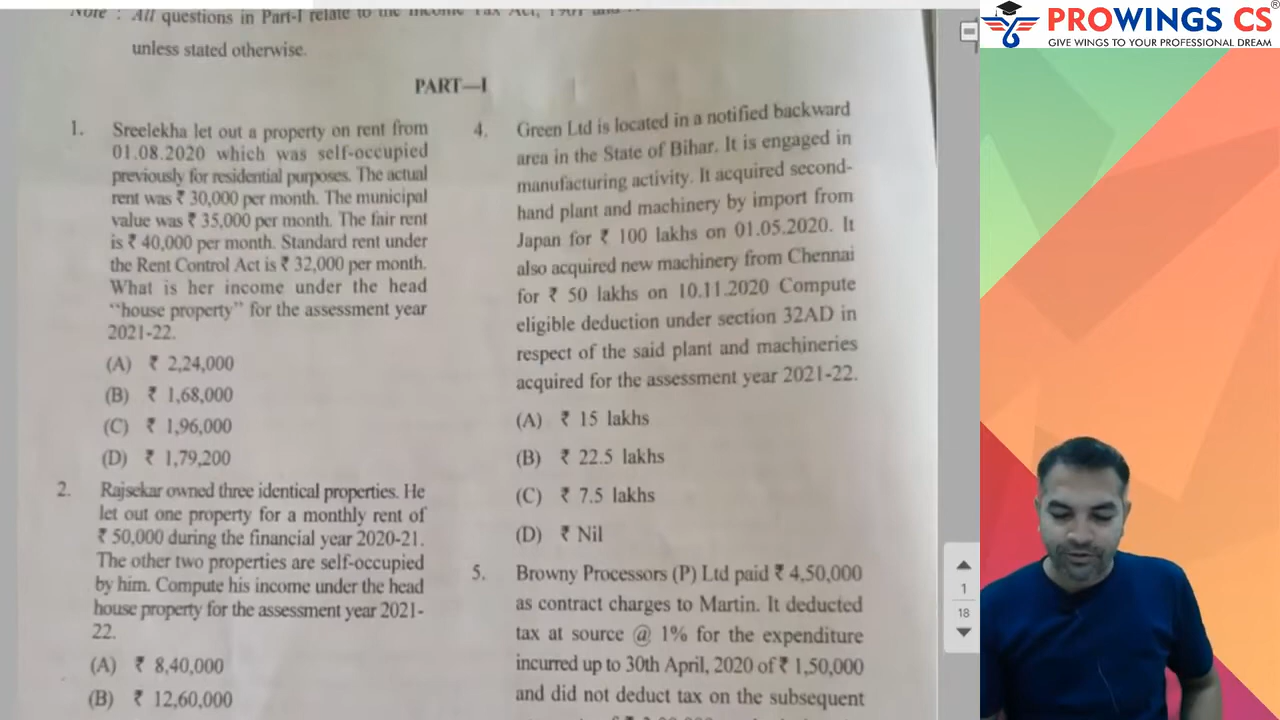 Note : All questions in Part-I relate to the Income Tax Act, 1961 and
unless stated otherwise.
PART—I
1. Sreelekha let out a property on rent from
01.08.2020 which was self-occupied
previously for residential purposes. The actual
rent was ₹ 30,000 per month. The municipal
value was ₹ 35,000 per month. The fair rent
is ₹ 40,000 per month. Standard rent under
the Rent Control Act is ₹ 32,000 per month.
What is her income under the head
“house property” for the assessment year
2021-22.
(A) ₹ 2,24,000
(B) ₹ 1,68,000
(C) ₹ 1,96,000
(D) ₹ 1,79,200
2. Rajsekar owned three identical properties. He
let out one property for a monthly rent of
₹ 50,000 during the financial year 2020-21.
The other two properties are self-occupied
by him. Compute his income under the head
house property for the assessment year 2021-
22.
(A) ₹ 8,40,000
(B) ₹ 12,60,000
4. Green Ltd is located in a notified backward
area in the State of Bihar. It is engaged in
manufacturing activity. It acquired second-
hand plant and machinery by import from
Japan for ₹ 100 lakhs on 01.05.2020. It
also acquired new machinery from Chennai
for ₹ 50 lakhs on 10.11.2020 Compute
eligible deduction under section 32AD in
respect of the said plant and machineries
acquired for the assessment year 2021-22.
(A) ₹ 15 lakhs
(B) ₹ 22.5 lakhs
(C) ₹ 7.5 lakhs
(D) ₹ Nil
5. Browny Processors (P) Ltd paid ₹ 4,50,000
as contract charges to Martin. It deducted
tax at source @ 1% for the expenditure
incurred up to 30th April, 2020 of ₹ 1,50,000
and did not deduct tax on the subsequent
PROWINGS CS®
GIVE WINGS TO YOUR PROFESSIONAL DREAM
1
18